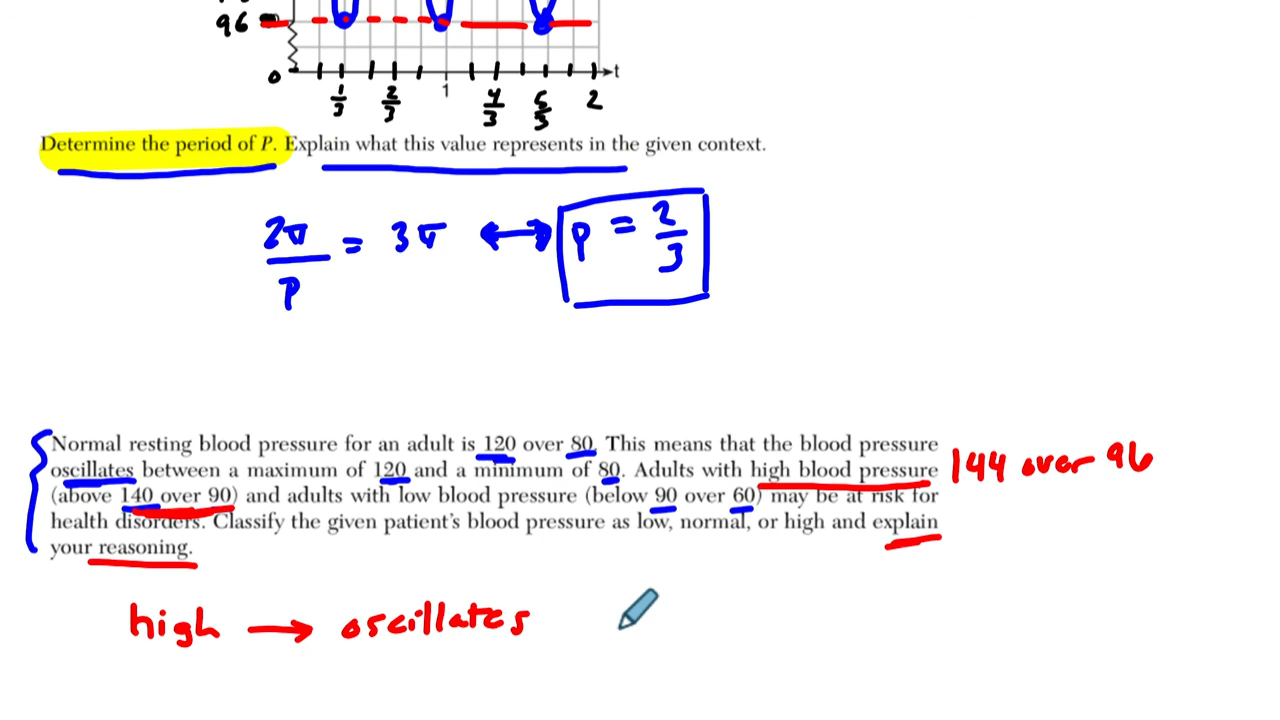 96
0
t
1/3 2/3 1 4/3 5/3 2
Determine the period of P. Explain what this value represents in the given context.
2π/P = 3π ↔ P = 2/3
Normal resting blood pressure for an adult is 120 over 80. This means that the blood pressure
oscillates between a maximum of 120 and a minimum of 80. Adults with high blood pressure
144 over 96
(above 140 over 90) and adults with low blood pressure (below 90 over 60) may be at risk for
health disorders. Classify the given patient's blood pressure as low, normal, or high and explain
your reasoning.
high → oscillates